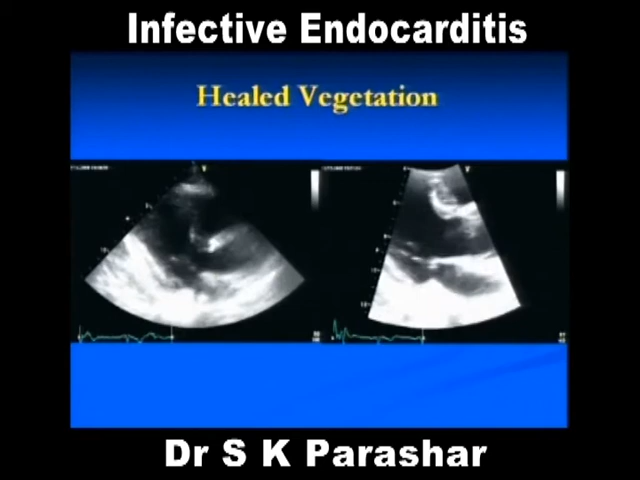 Infective Endocarditis
Healed Vegetation
Dr S K Parashar